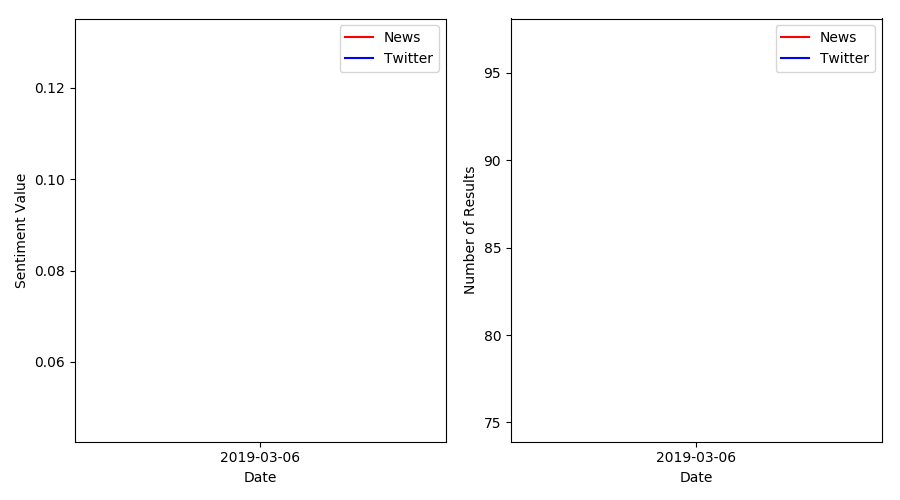 News
Twitter
0.12
0.10
0.08
0.06
Sentiment Value
2019-03-06
Date
News
Twitter
95
90
85
80
75
Number of Results
2019-03-06
Date